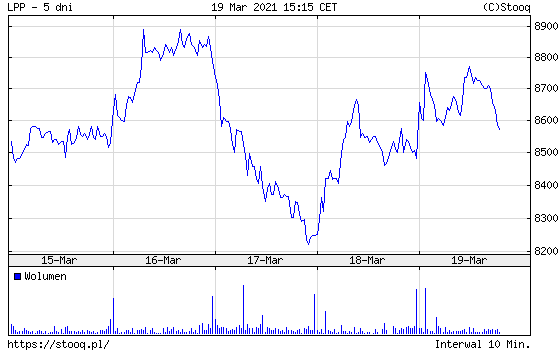 LPP - 5 dni 19 Mar 2021 15:15 CET (C)Stooq
8900
8800
8700
8600
8500
8400
8300
8200
15-Mar 16-Mar 17-Mar 18-Mar 19-Mar
Wolumen
https://stooq.pl/ Interwal 10 Min.